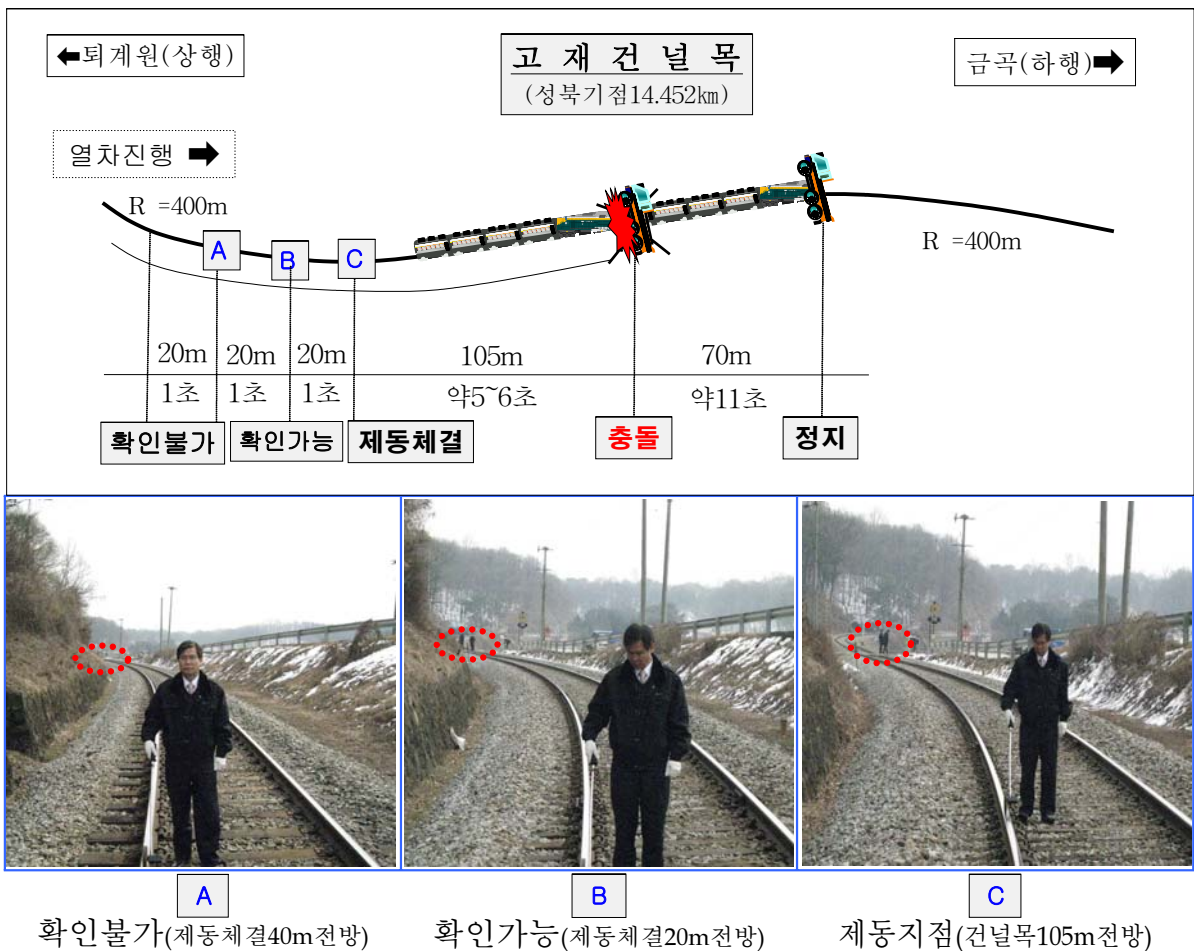 ←퇴계원(상행)
고 재 건 널 목
(성북기점14.452㎞)
금곡(하행)➡
열차진행 ➡
R =400m
A
B
C
R =400m
20m 20m 20m 105m 70m
1초 1초 1초 약5~6초 약11초
확인불가 확인가능 제동체결 충돌 정지
A
확인불가(제동체결40m전방)
B
확인가능(제동체결20m전방)
C
제동지점(건널목105m전방)